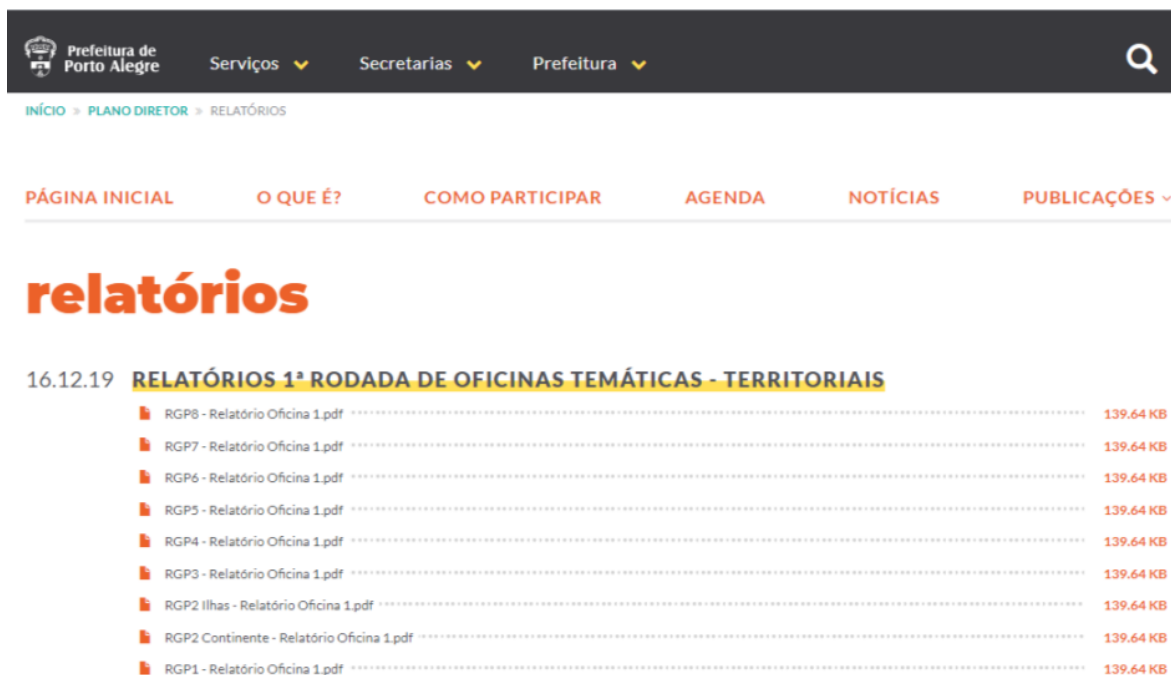 Prefeitura de
Porto Alegre
Serviços Secretarias Prefeitura
INÍCIO » PLANO DIRETOR » RELATÓRIOS
PÁGINA INICIAL O QUE É? COMO PARTICIPAR AGENDA NOTÍCIAS PUBLICAÇÕES
relatórios
16.12.19 RELATÓRIOS 1ª RODADA DE OFICINAS TEMÁTICAS - TERRITORIAIS
RGP8 - Relatório Oficina 1.pdf 139.64 KB
RGP7 - Relatório Oficina 1.pdf 139.64 KB
RGP6 - Relatório Oficina 1.pdf 139.64 KB
RGP5 - Relatório Oficina 1.pdf 139.64 KB
RGP4 - Relatório Oficina 1.pdf 139.64 KB
RGP3 - Relatório Oficina 1.pdf 139.64 KB
RGP2 Ilhas - Relatório Oficina 1.pdf 139.64 KB
RGP2 Continente - Relatório Oficina 1.pdf 139.64 KB
RGP1 - Relatório Oficina 1.pdf 139.64 KB